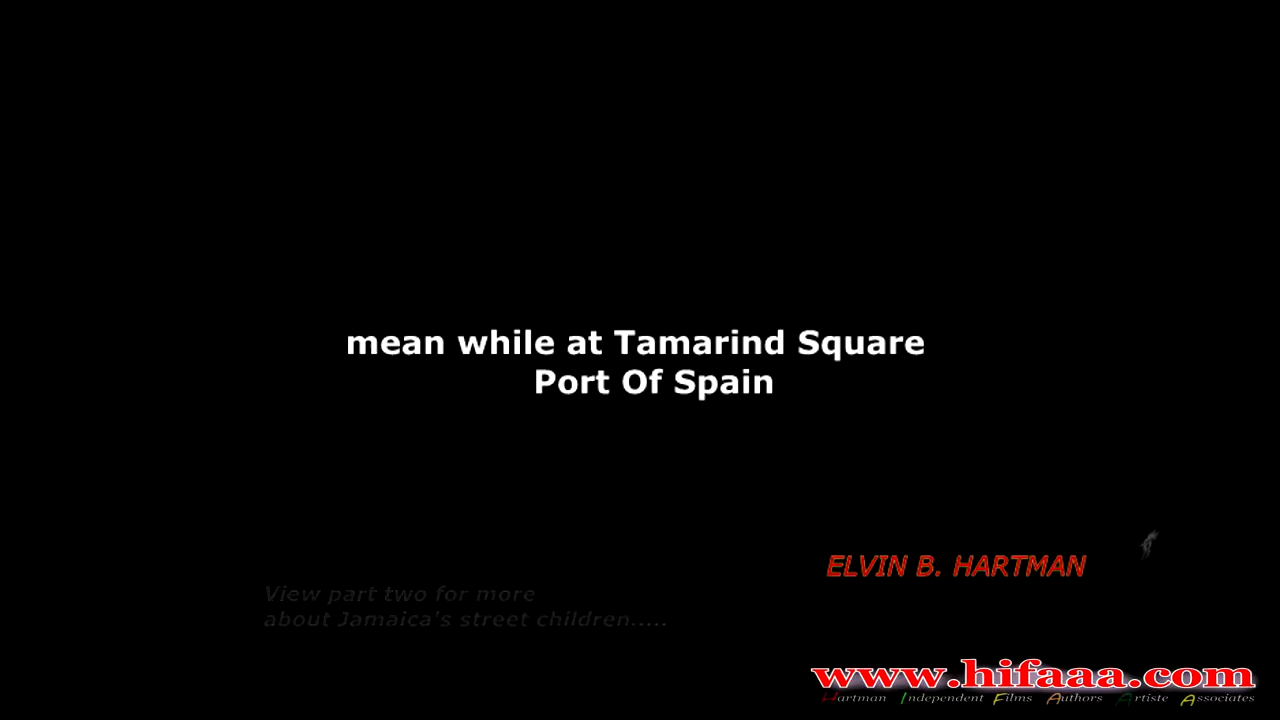 mean while at Tamarind Square
Port Of Spain
ELVIN B. HARTMAN
View part two for more
about Jamaica's street children.....
www.hifaaa.com
Hartman Independent Films Authors Artiste Associates